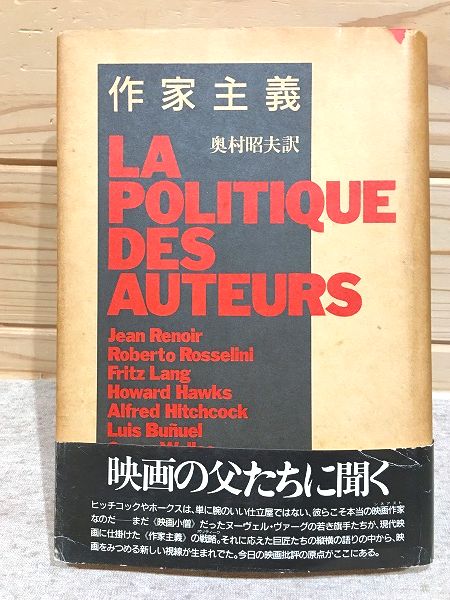 作家主義
奥村昭夫訳
LA
POLITIQUE
DES
AUTEURS
Jean Renoir
Roberto Rosselini
Fritz Lang
Howard Hawks
Alfred Hitchcock
Luis Buñuel
映画の父たちに聞く
ヒッチコックやホークスは、単に腕のいい仕立屋ではない、彼らこそ本当の映画作家
なのだ——まだ〈映画小僧〉だったヌーヴェル・ヴァーグの若き旗手たちが、現代映
画に仕掛けた〈作家主義〉の戦略。それに応えた巨匠たちの縦横の語りの中から、映
画をみつめる新しい視線が生まれてた。今日の映画批評の原点がここにある。